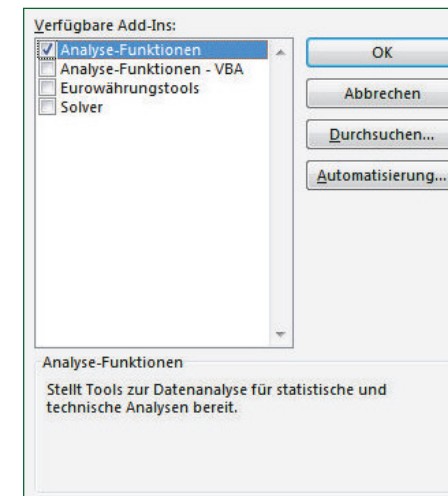 Verfügbare Add-Ins:
Analyse-Funktionen
Analyse-Funktionen - VBA
Eurowährungstools
Solver
OK
Abbrechen
Durchsuchen...
Automatisierung...
Analyse-Funktionen
Stellt Tools zur Datenanalyse für statistische und
technische Analysen bereit.